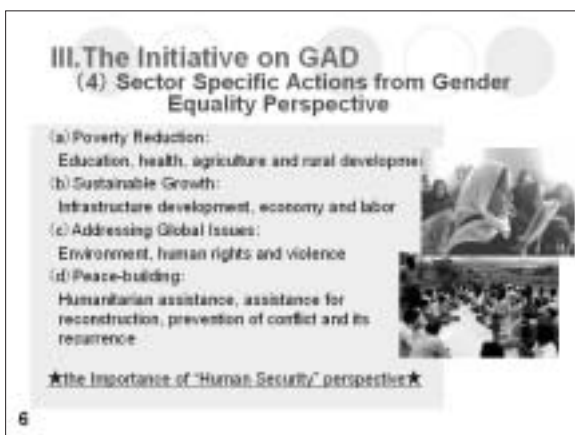 III.The Initiative on GAD
(4) Sector Specific Actions from Gender
Equality Perspective
(a)Poverty Reduction:
Education, health, agriculture and rural developme
(b)Sustainable Growth:
Infrastructure development, economy and labor
(c)Addressing Global Issues:
Environment, human rights and violence
(d)Peace-building:
Humanitarian assistance, assistance for
reconstruction, prevention of conflict and its
recurrence
★the Importance of "Human Security" perspective★
6